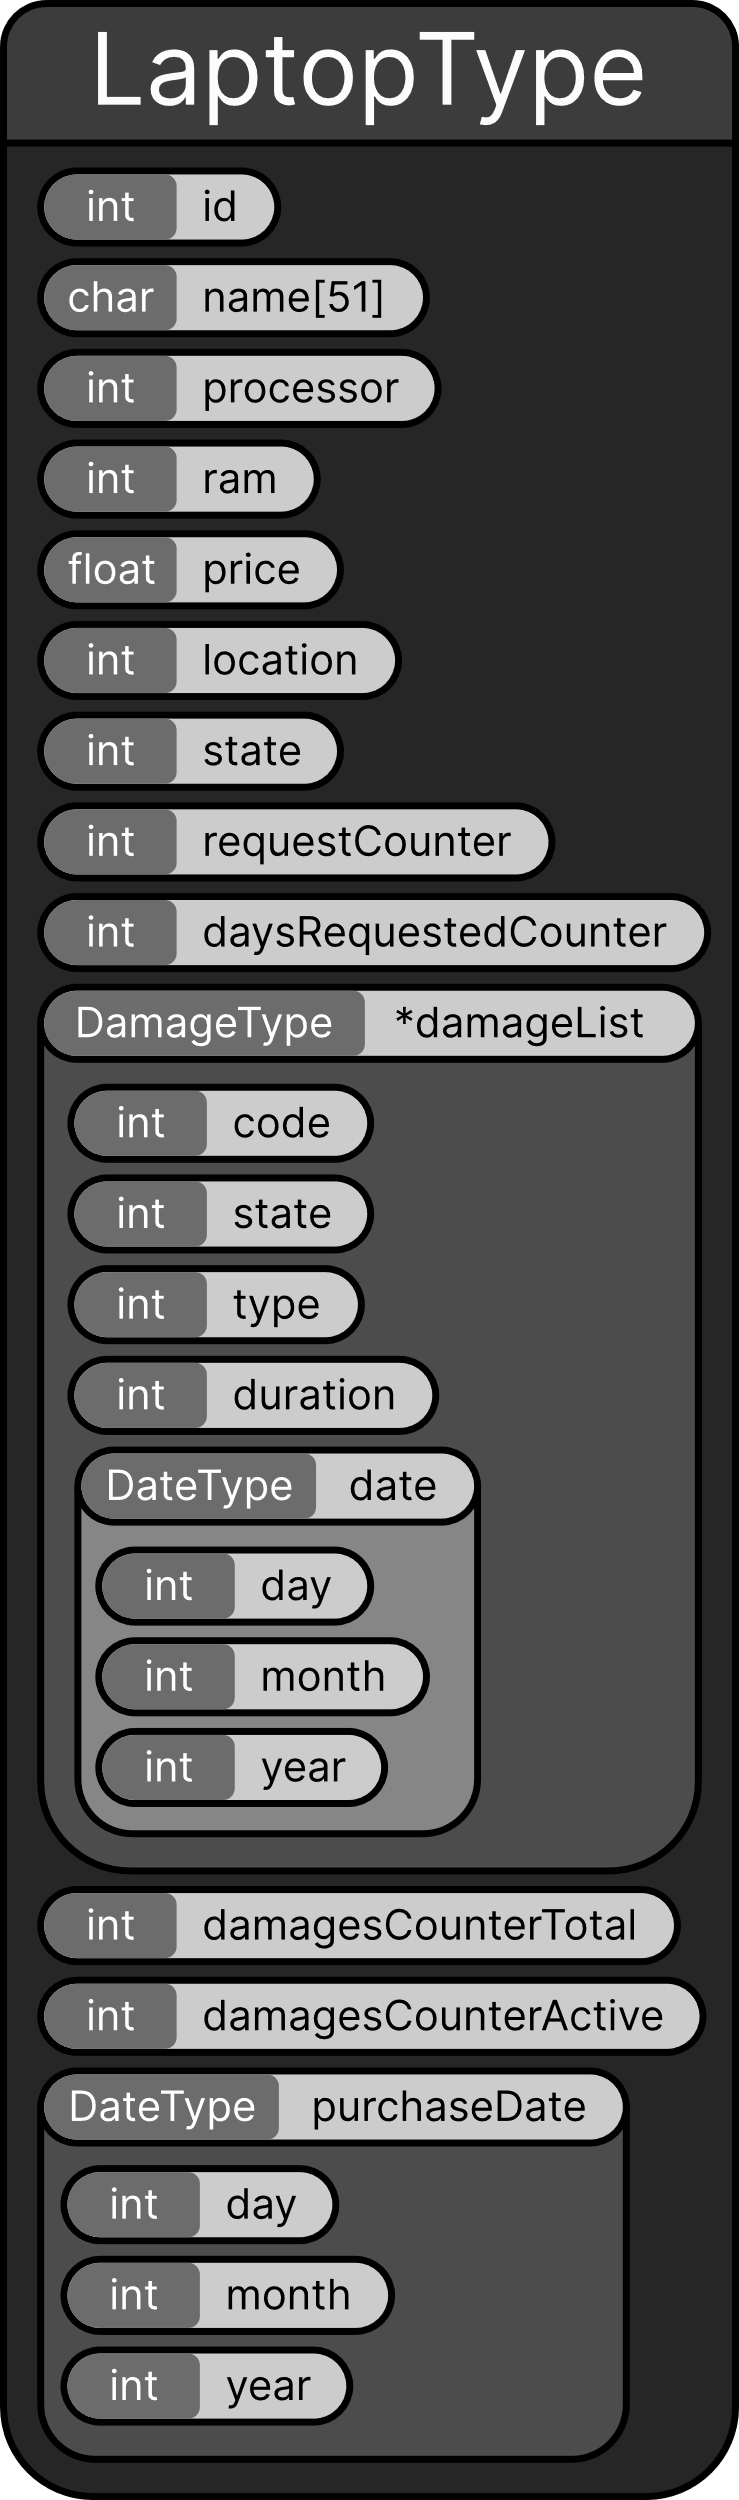 LaptopType
int id
char name[51]
int processor
int ram
float price
int location
int state
int requestCounter
int daysRequestedCounter
DamageType *damageList
int code
int state
int type
int duration
DateType date
int day
int month
int year
int damagesCounterTotal
int damagesCounterActive
DateType purchaseDate
int day
int month
int year